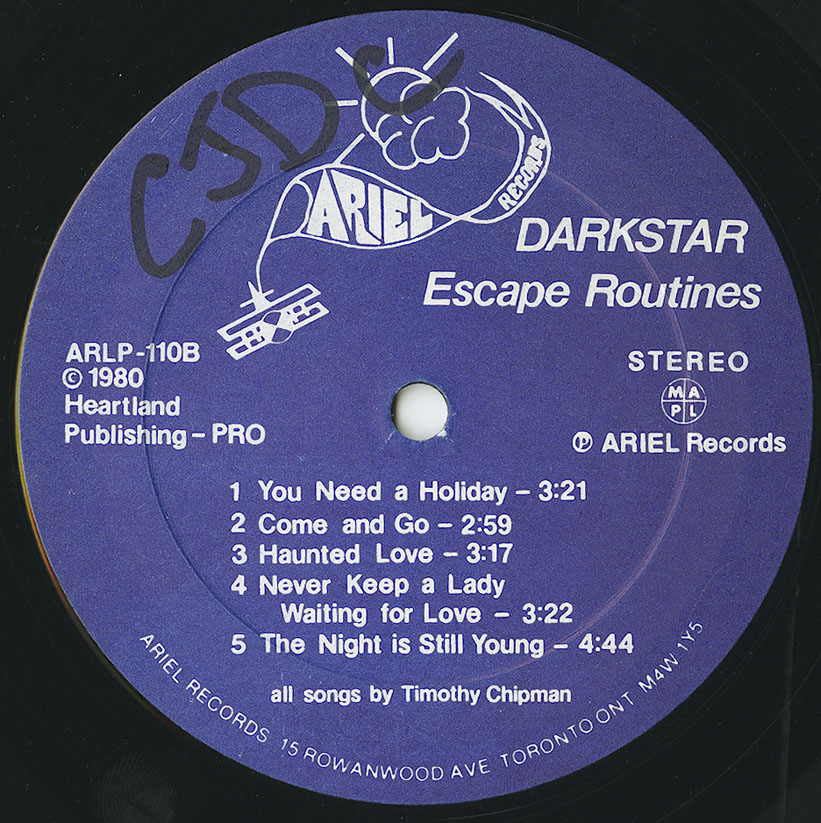 CJDC
ARIEL
RECORDS
DARKSTAR
Escape Routines
ARLP-110B
© 1980
Heartland
Publishing - PRO
STEREO
MA
PL
℗ ARIEL Records
1 You Need a Holiday - 3:21
2 Come and Go - 2:59
3 Haunted Love - 3:17
4 Never Keep a Lady
Waiting for Love - 3:22
5 The Night is Still Young - 4:44
all songs by Timothy Chipman
ARIEL RECORDS 15 ROWANWOOD AVE TORONTO ONT M4W 1Y5